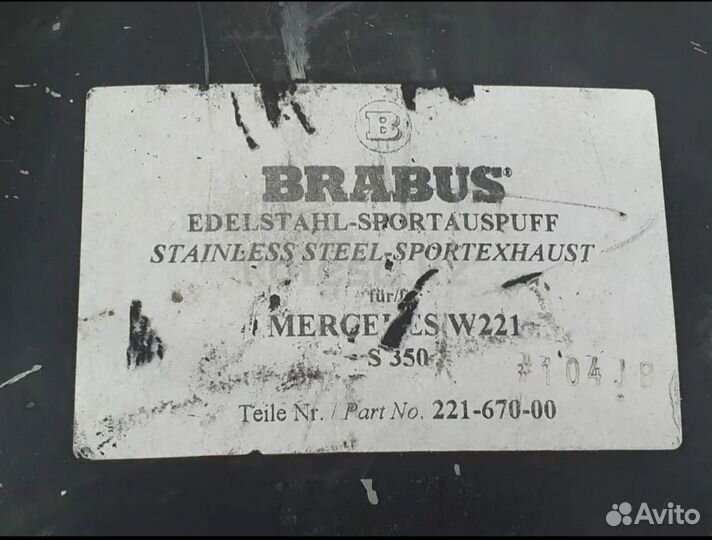 B
BRABUS®
EDELSTAHL-SPORTAUSPUFF
STAINLESS STEEL-SPORTEXHAUST
für/
MERCEDES W221
S 350
#104JP
Teile Nr. / Part No. 221-670-00
Avito